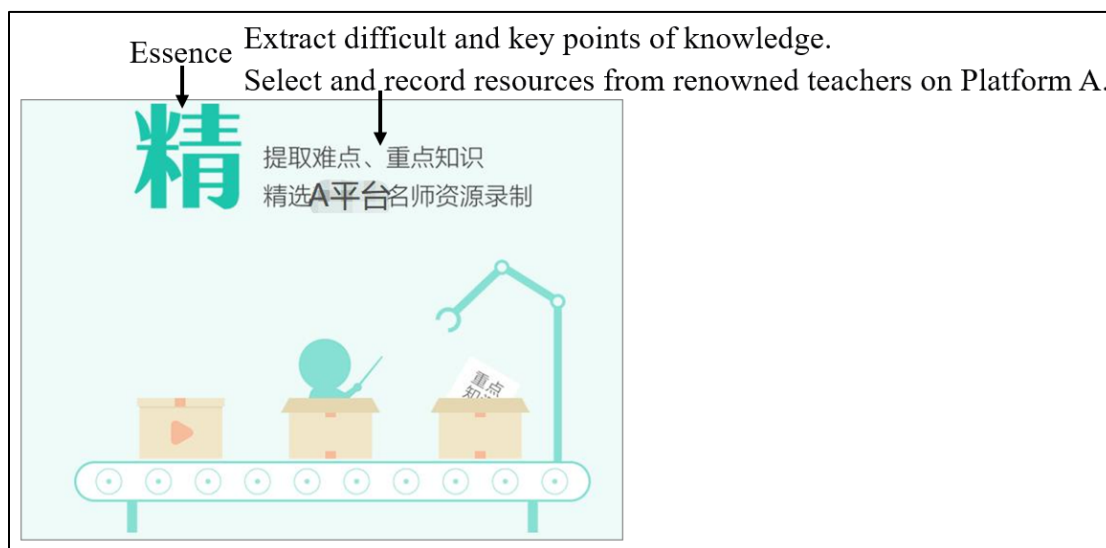 Essence
Extract difficult and key points of knowledge.
Select and record resources from renowned teachers on Platform A.
精
提取难点、重点知识
精选A平台名师资源录制
重点